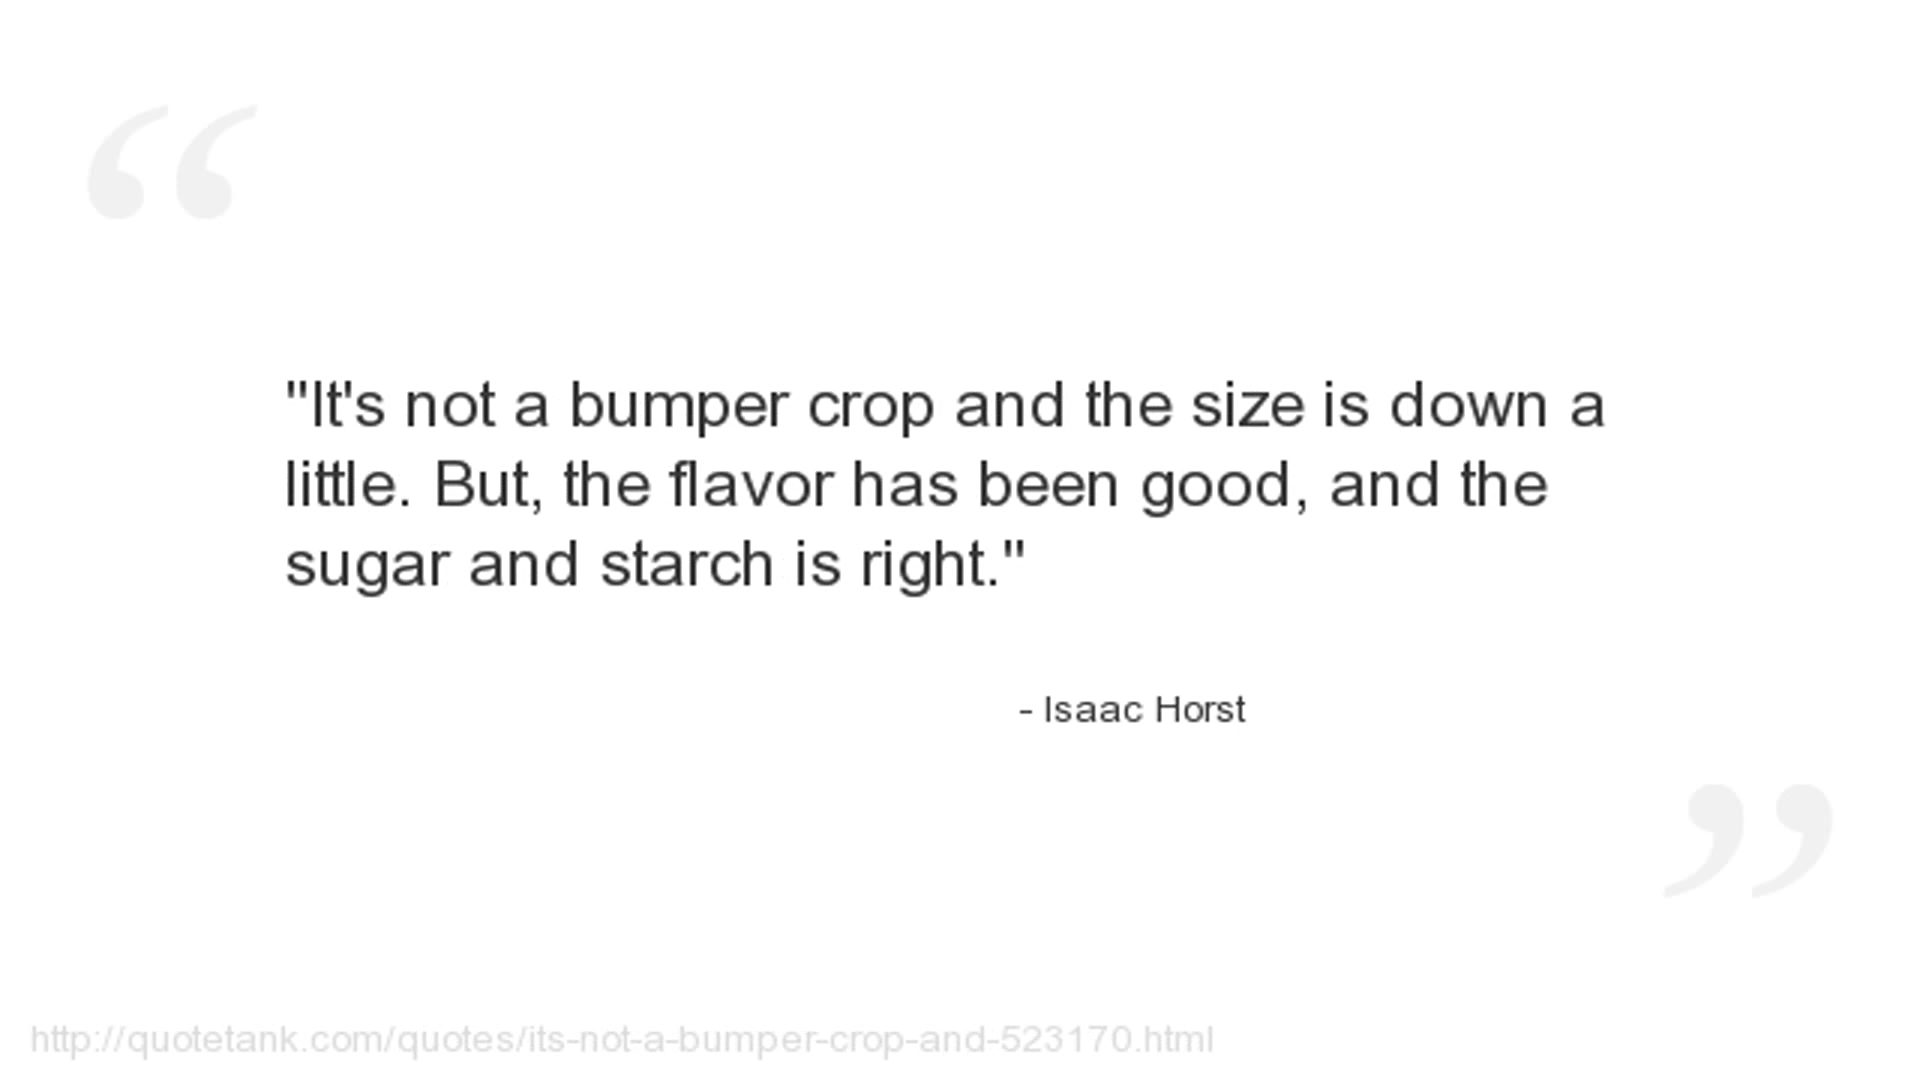 "It's not a bumper crop and the size is down a
little. But, the flavor has been good, and the
sugar and starch is right."
- Isaac Horst
http://quotetank.com/quotes/its-not-a-bumper-crop-and-523170.html